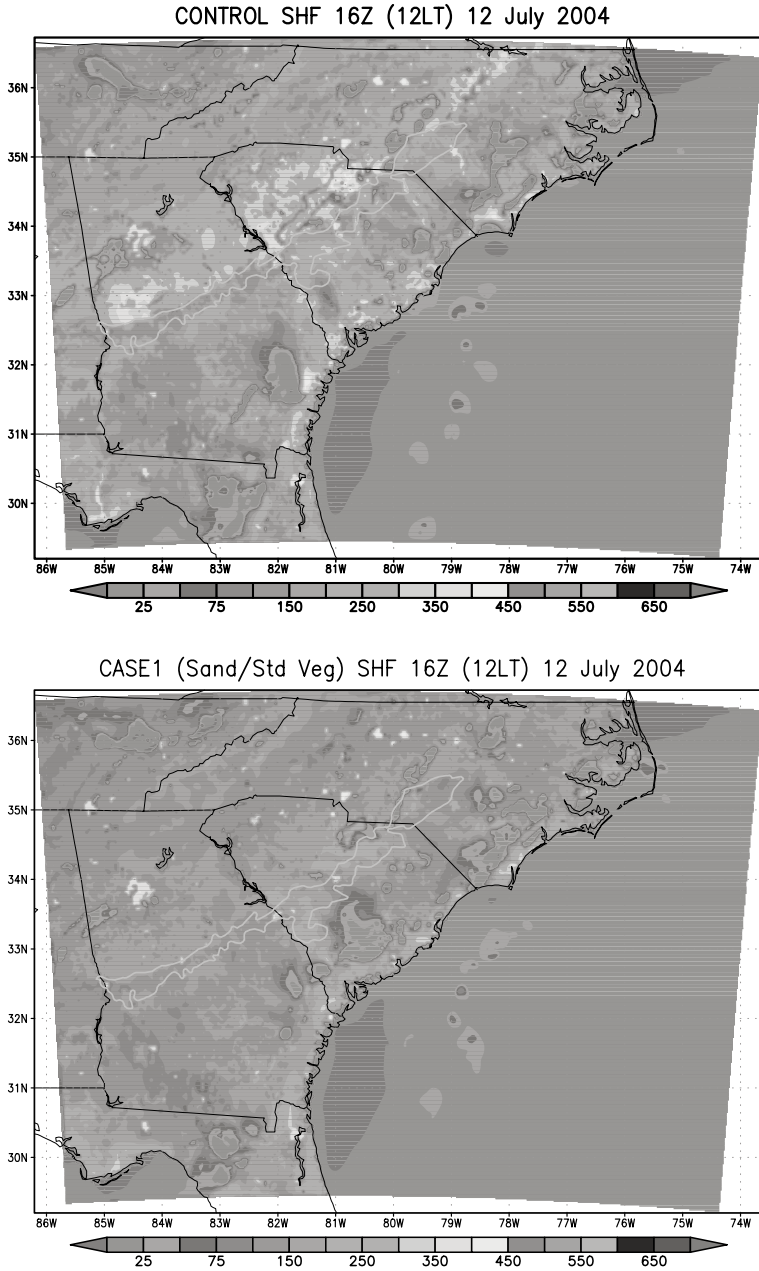 CONTROL SHF 16Z (12LT) 12 July 2004
36N
35N
34N
33N
32N
31N
30N
86W 85W 84W 83W 82W 81W 80W 79W 78W 77W 76W 75W 74W
25 75 150 250 350 450 550 650
CASE1 (Sand/Std Veg) SHF 16Z (12LT) 12 July 2004
36N
35N
34N
33N
32N
31N
30N
86W 85W 84W 83W 82W 81W 80W 79W 78W 77W 76W 75W 74W
25 75 150 250 350 450 550 650